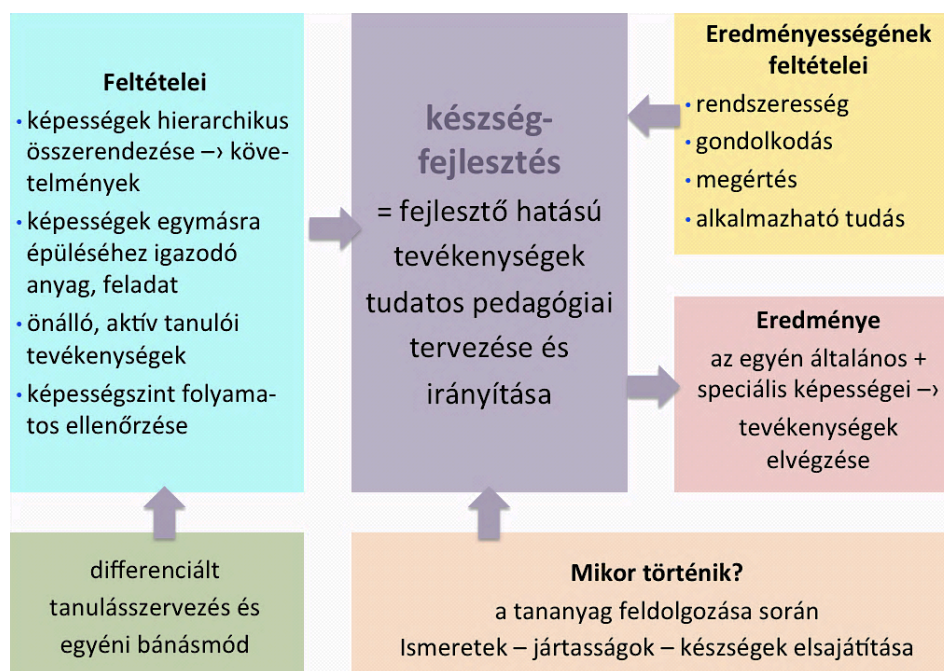 Feltételei
• képességek hierarchikus
összerendezése –› köve-
telmények
• képességek egymásra
épüléséhez igazodó
anyag, feladat
• önálló, aktív tanulói
tevékenységek
• képességszint folyama-
tos ellenőrzése
differenciált
tanulásszervezés és
egyéni bánásmód
készség-
fejlesztés
= fejlesztő hatású
tevékenységek
tudatos pedagógiai
tervezése és
irányítása
Eredményességének
feltételei
• rendszeresség
• gondolkodás
• megértés
• alkalmazható tudás
Eredménye
az egyén általános +
speciális képességei –›
tevékenységek
elvégzése
Mikor történik?
a tananyag feldolgozása során
Ismeretek – jártasságok – készségek elsajátítása